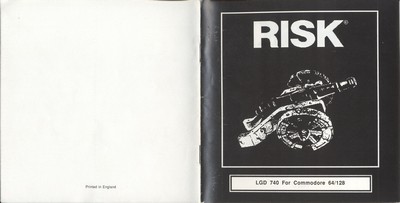 RISK®
LGD 740 For Commodore 64/128
Printed in England